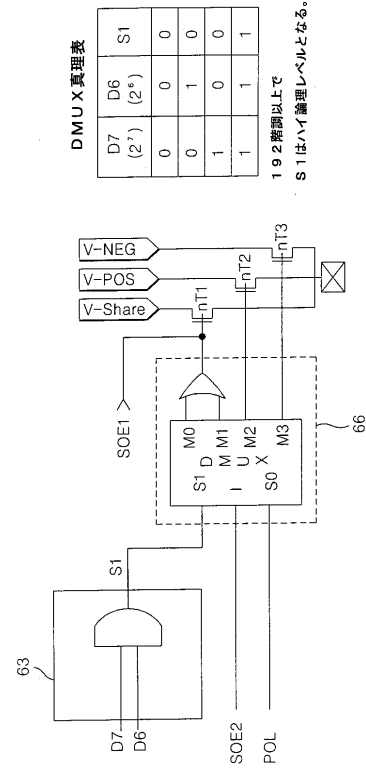 63
D7
D6
S1
SOE2
POL
SOE1
S1
I
S0
DMUX
M0
M1
M2
M3
66
V-Share
V-POS
V-NEG
nT1
nT2
nT3
DMUX真理表
D7 (2⁷) D6 (2⁶) S1
0 0 0
0 1 0
1 0 0
1 1 1
192階調以上で
S1はハイ論理レベルとなる。